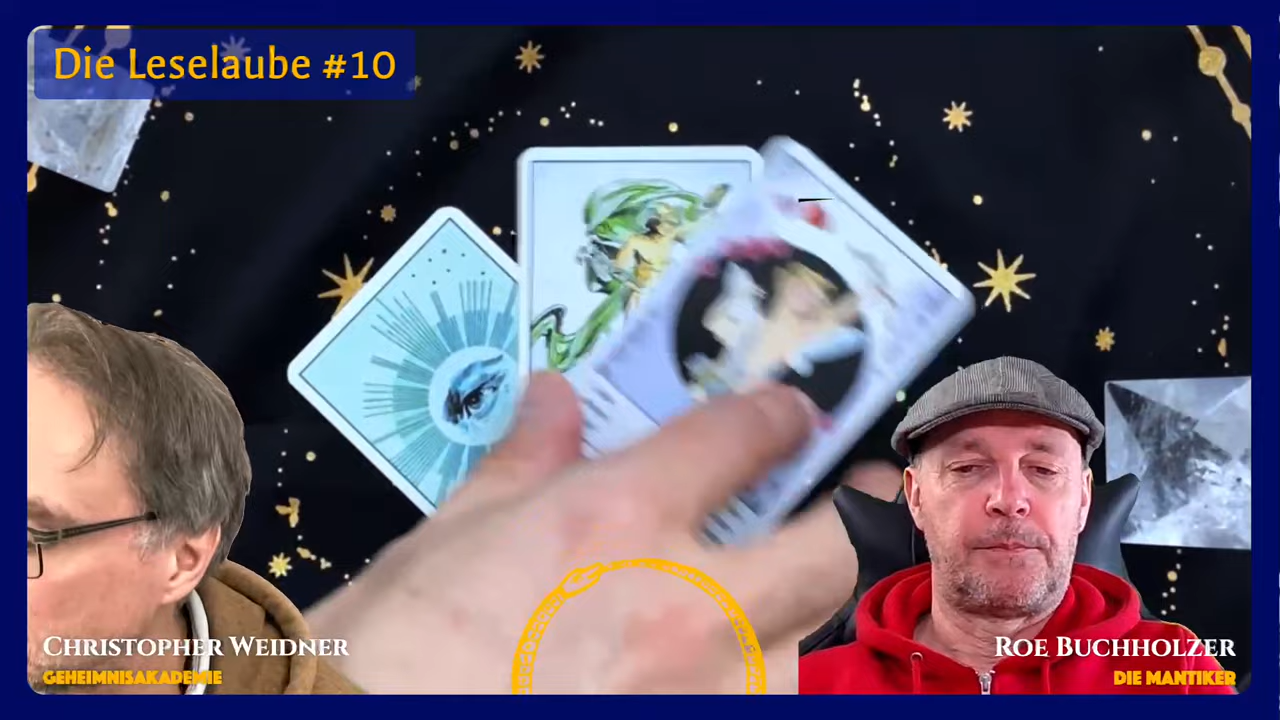 Die Leselaube #10
Christopher Weidner
GEHEIMNISAKADEMIE
Roe Buchholzer
DIE MANTIKER